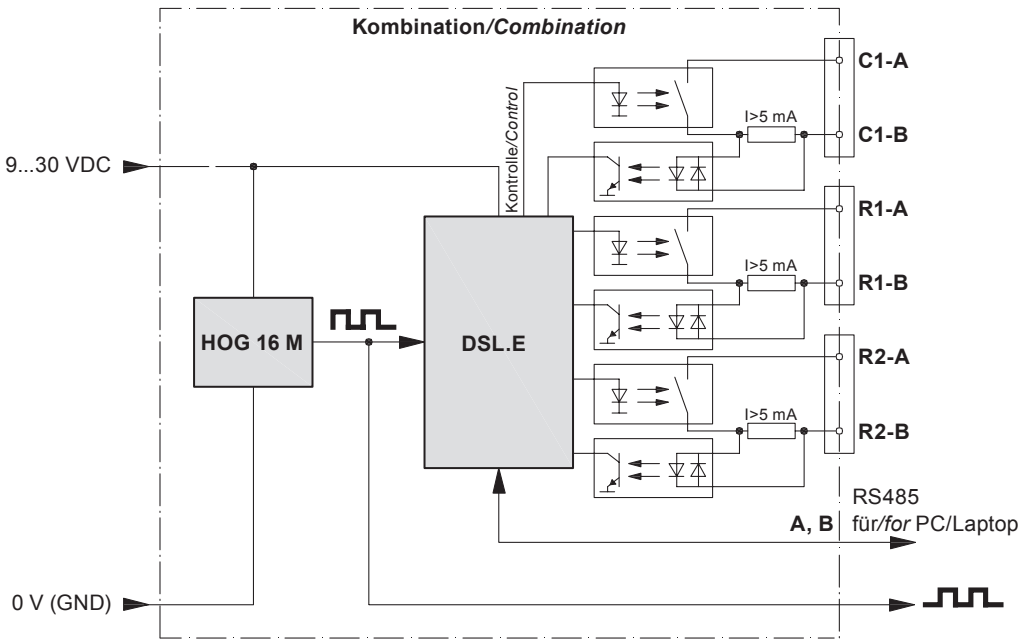 Kombination/Combination
C1-A
I>5 mA
C1-B
Kontrolle/Control
9...30 VDC
R1-A
I>5 mA
R1-B
HOG 16 M
DSL.E
R2-A
I>5 mA
R2-B
RS485
A, B für/for PC/Laptop
0 V (GND)